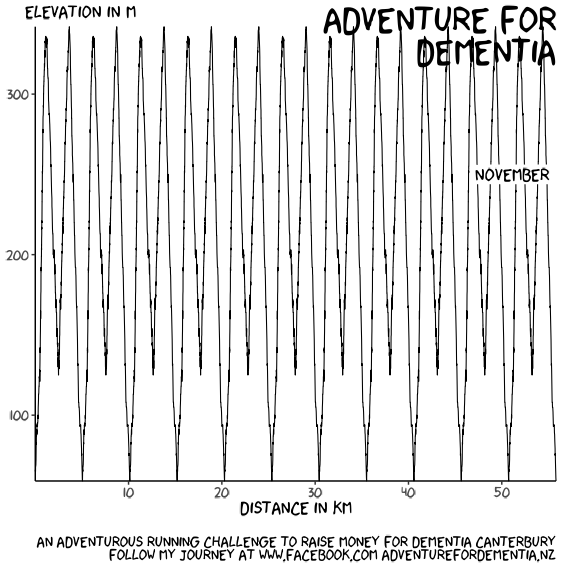 ELEVATION IN M
ADVENTURE FOR
DEMENTIA
300
NOVEMBER
200
100
10 20 30 40 50
DISTANCE IN KM
AN ADVENTUROUS RUNNING CHALLENGE TO RAISE MONEY FOR DEMENTIA CANTERBURY
FOLLOW MY JOURNEY AT WWW.FACEBOOK.COM ADVENTUREFORDEMENTIA.NZ